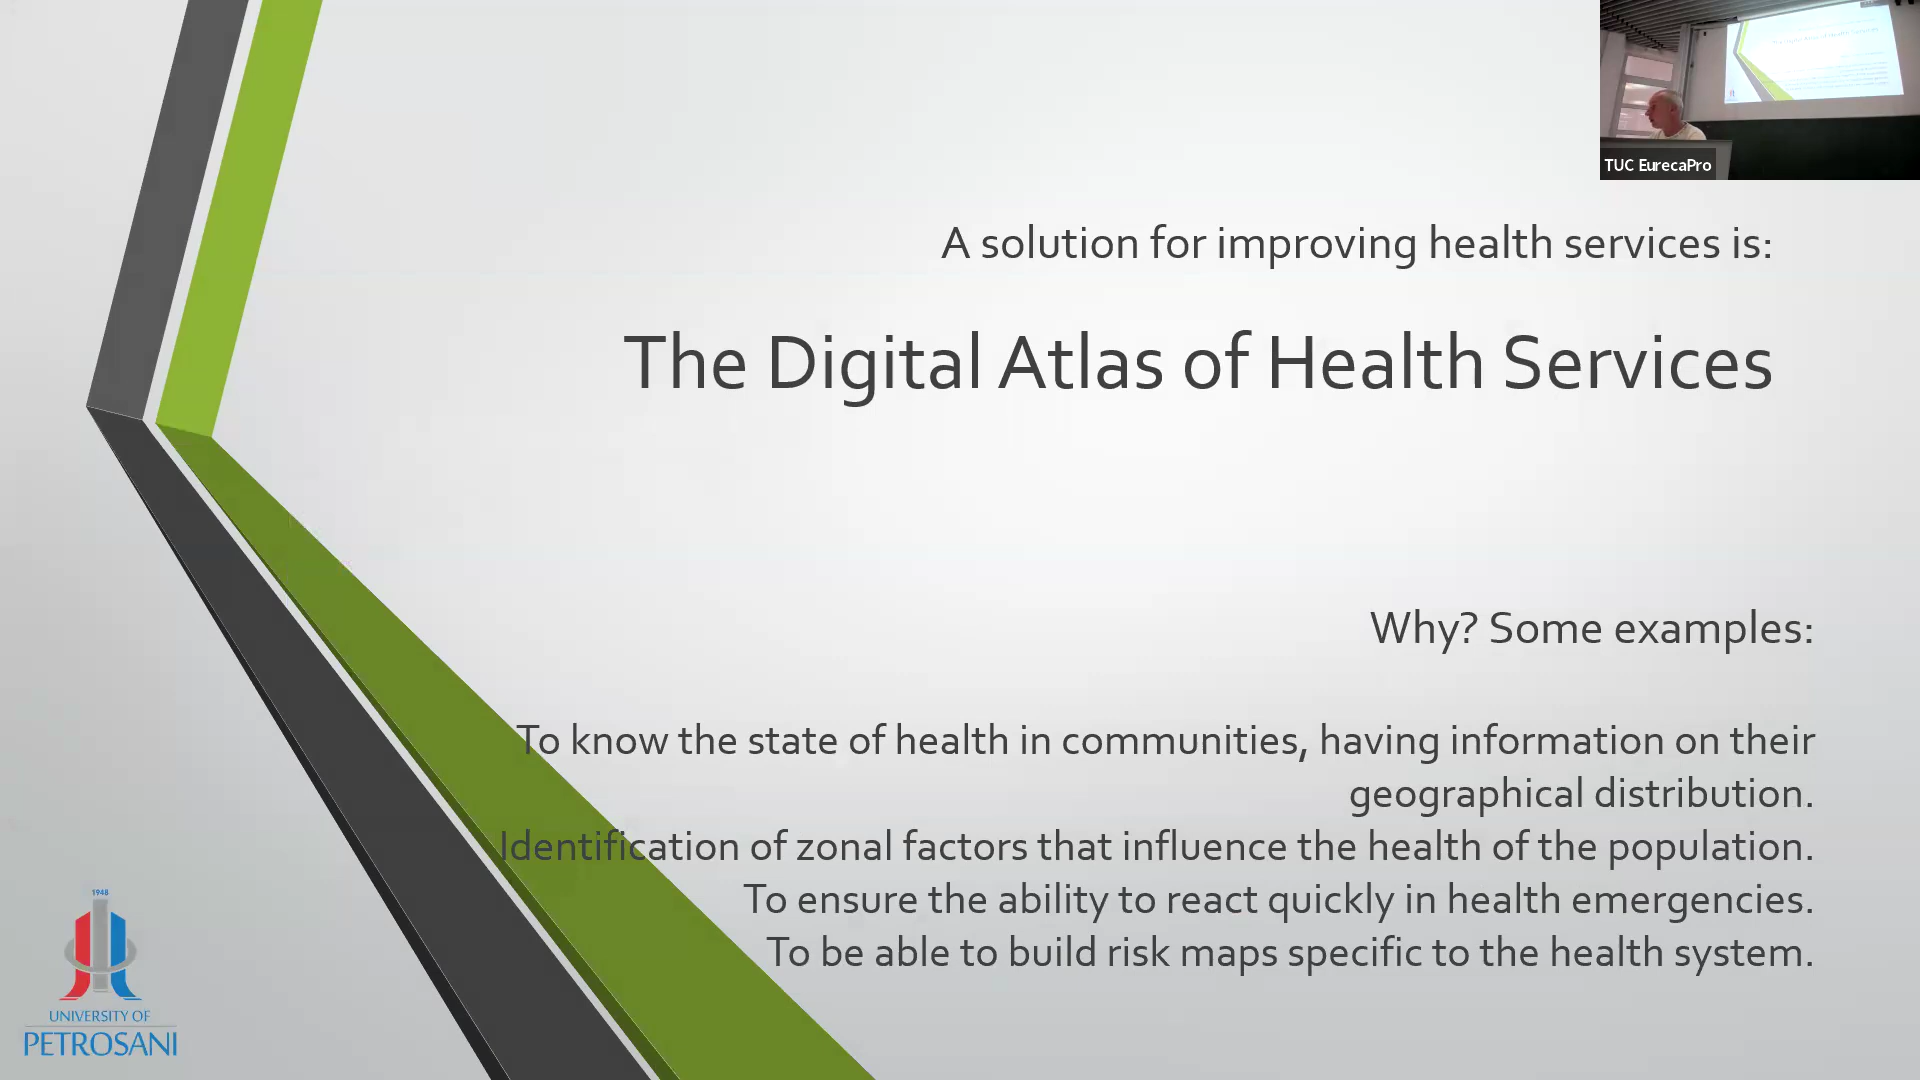 TUC EurecaPro
A solution for improving health services is:
The Digital Atlas of Health Services
Why? Some examples:
To know the state of health in communities, having information on their
geographical distribution.
Identification of zonal factors that influence the health of the population.
To ensure the ability to react quickly in health emergencies.
To be able to build risk maps specific to the health system.
1948
UNIVERSITY OF
PETROSANI